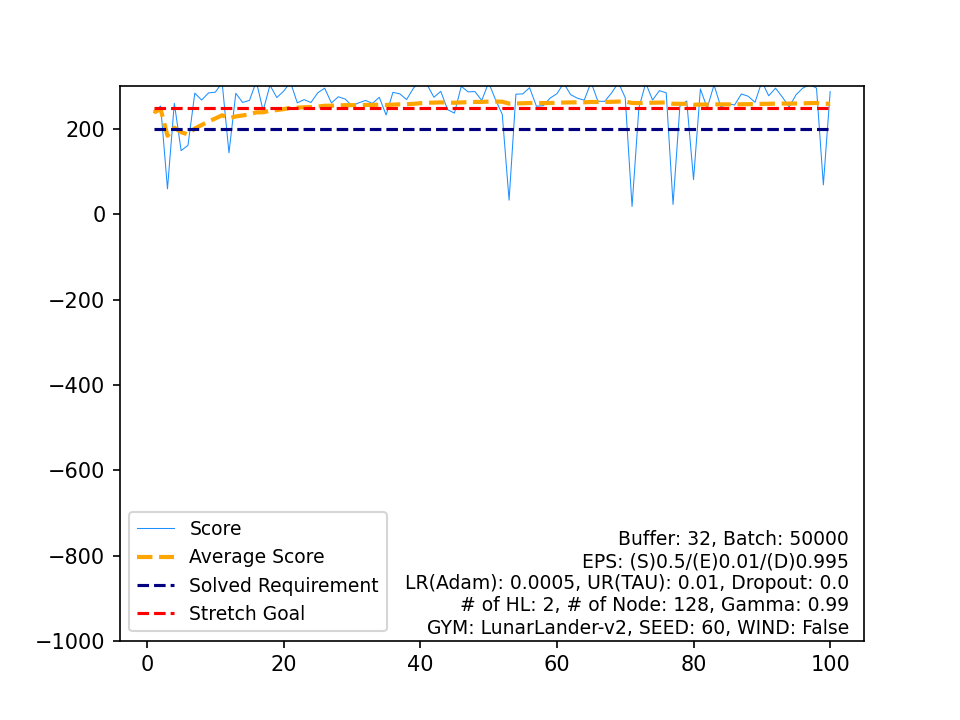 200
0
−200
−400
−600
−800
−1000
0
20
40
60
80
100
Score
Average Score
Solved Requirement
Stretch Goal
Buffer: 32, Batch: 50000
EPS: (S)0.5/(E)0.01/(D)0.995
LR(Adam): 0.0005, UR(TAU): 0.01, Dropout: 0.0
# of HL: 2, # of Node: 128, Gamma: 0.99
GYM: LunarLander-v2, SEED: 60, WIND: False